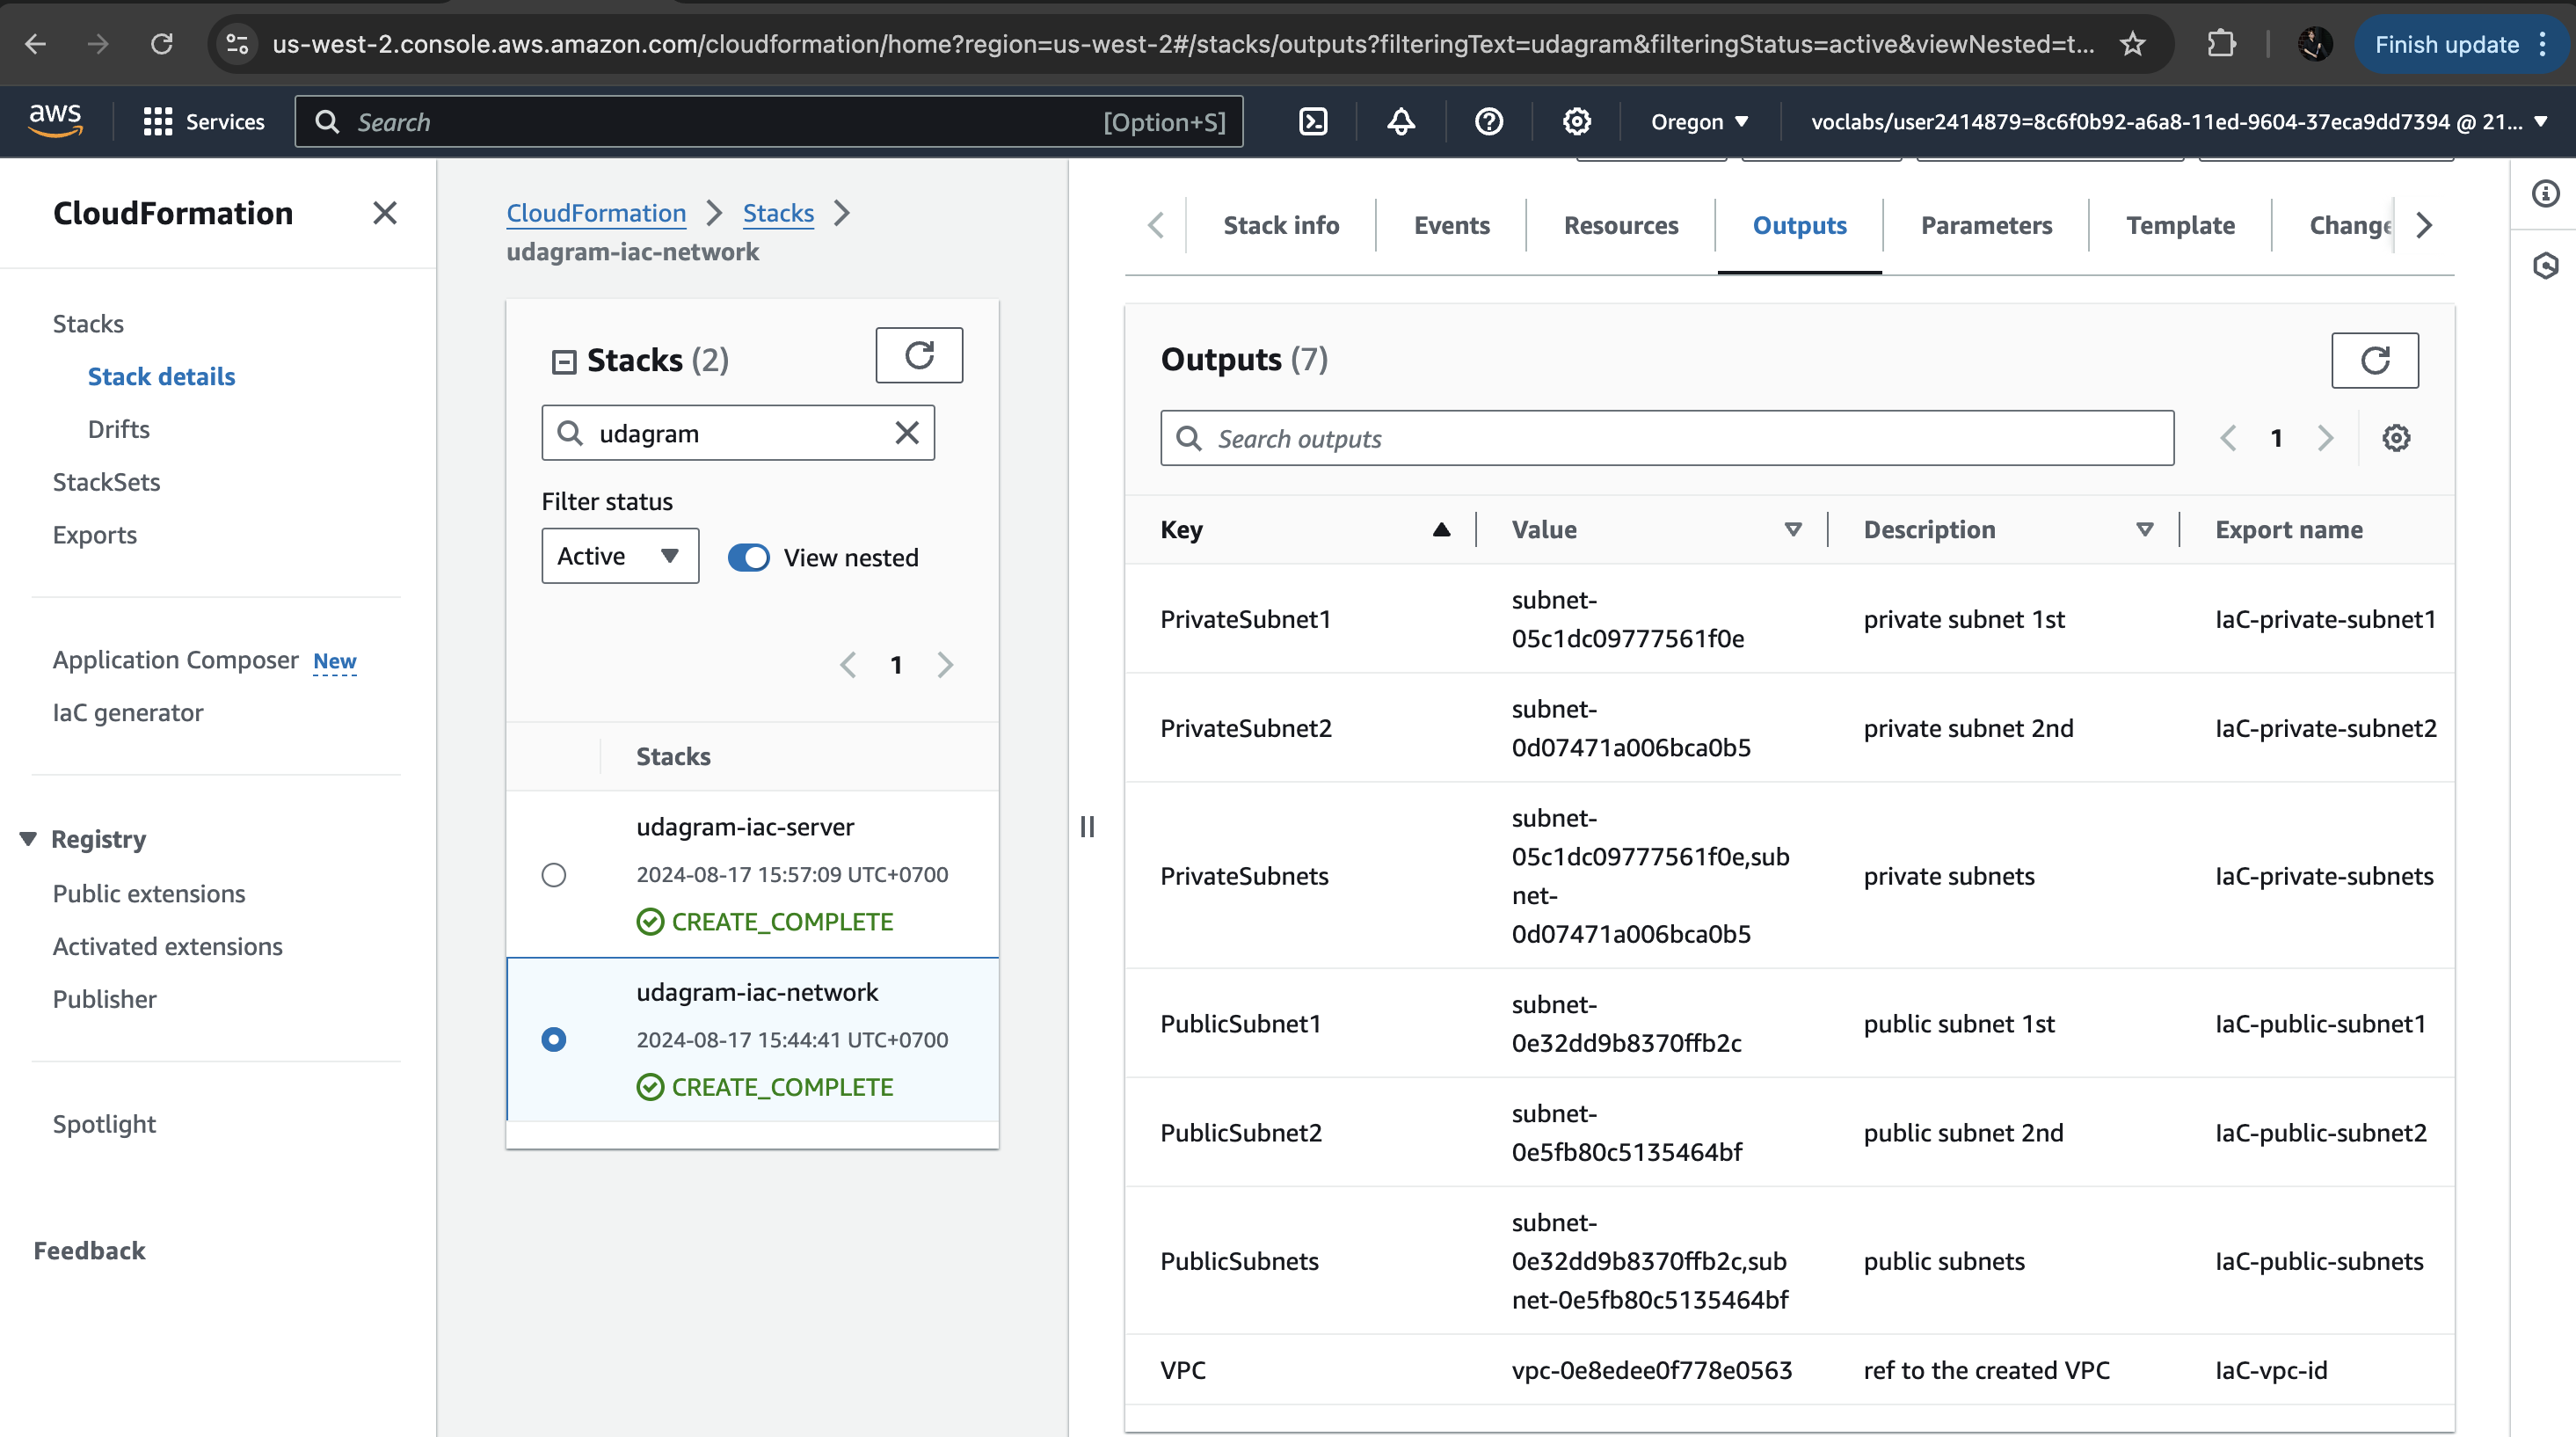 us-west-2.console.aws.amazon.com/cloudformation/home?region=us-west-2#/stacks/outputs?filteringText=udagram&filteringStatus=active&viewNested=t...
Finish update
aws
Services
Search
[Option+S]
Oregon
voclabs/user2414879=8c6f0b92-a6a8-11ed-9604-37eca9dd7394 @ 21...
CloudFormation
Stacks
Stack details
Drifts
StackSets
Exports
Application Composer New
IaC generator
Registry
Public extensions
Activated extensions
Publisher
Spotlight
Feedback
CloudFormation
Stacks
udagram-iac-network
Stacks (2)
udagram
Filter status
Active
View nested
1
Stacks
udagram-iac-server
2024-08-17 15:57:09 UTC+0700
CREATE_COMPLETE
udagram-iac-network
2024-08-17 15:44:41 UTC+0700
CREATE_COMPLETE
Stack info
Events
Resources
Outputs
Parameters
Template
Change
Outputs (7)
Search outputs
1
Key
Value
Description
Export name
PrivateSubnet1
subnet-
05c1dc09777561f0e
private subnet 1st
IaC-private-subnet1
PrivateSubnet2
subnet-
0d07471a006bca0b5
private subnet 2nd
IaC-private-subnet2
PrivateSubnets
subnet-
05c1dc09777561f0e,sub
net-
0d07471a006bca0b5
private subnets
IaC-private-subnets
PublicSubnet1
subnet-
0e32dd9b8370ffb2c
public subnet 1st
IaC-public-subnet1
PublicSubnet2
subnet-
0e5fb80c5135464bf
public subnet 2nd
IaC-public-subnet2
PublicSubnets
subnet-
0e32dd9b8370ffb2c,sub
net-0e5fb80c5135464bf
public subnets
IaC-public-subnets
VPC
vpc-0e8edee0f778e0563
ref to the created VPC
IaC-vpc-id